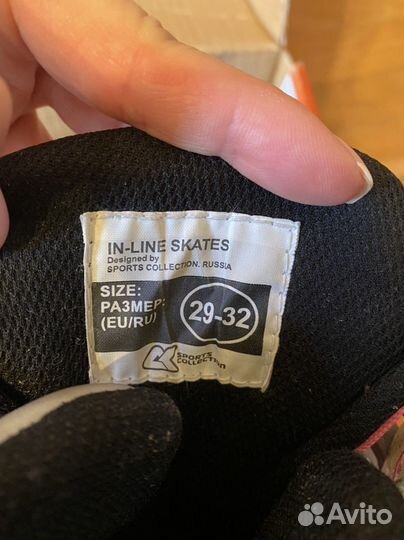 IN-LINE SKATES
Designed by
SPORTS COLLECTION. RUSSIA
SIZE:
РАЗМЕР:
(EU/RU)
29-32
SPORTS
COLLECTION
Avito